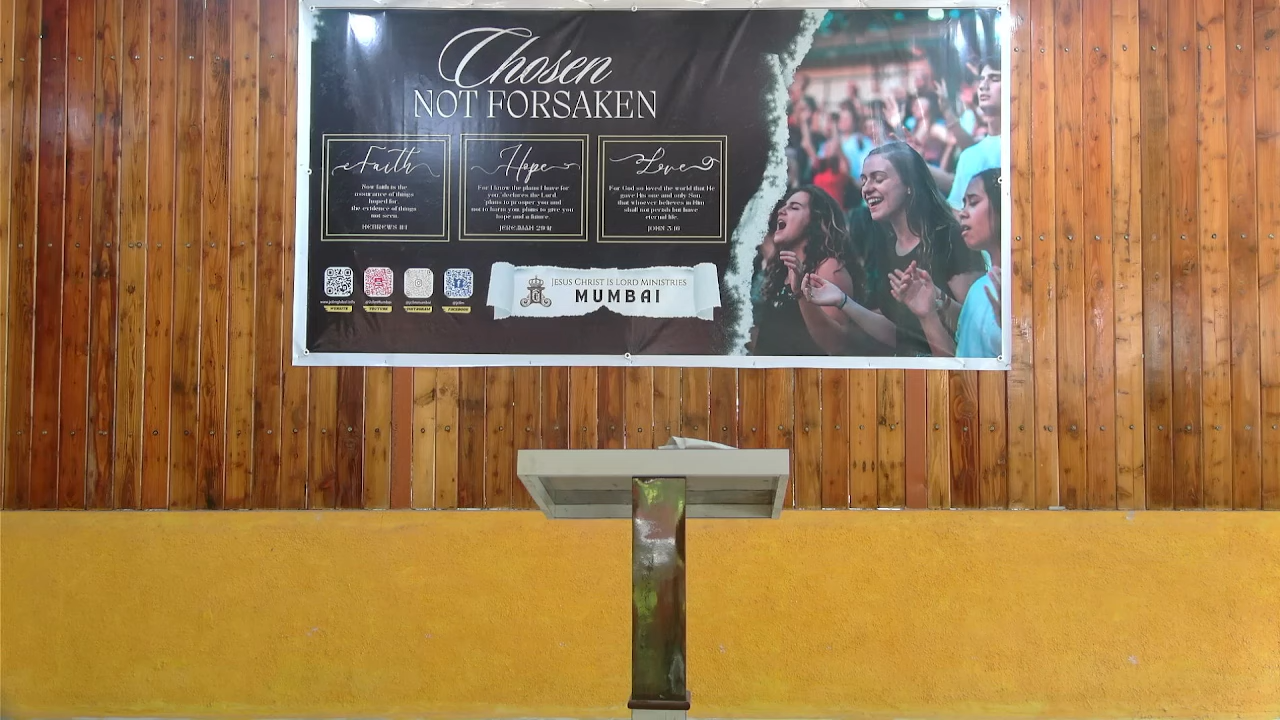 Chosen
NOT FORSAKEN
Faith
Now faith is the
assurance of things
hoped for
the evidence of things
not seen
HEBREWS 11:1
Hope
For I know the plans I have for
you, declares the Lord
plans to prosper you and
not to harm you, plans to give you
hope and a future.
JEREMIAH 29:11
Love
For God so loved the world that He
gave His one and only Son
that whoever believes in Him
shall not perish but have
eternal life.
JOHN 3:16
WEBSITE
YOUTUBE
INSTAGRAM
FACEBOOK
JESUS CHRIST IS LORD MINISTRIES
MUMBAI